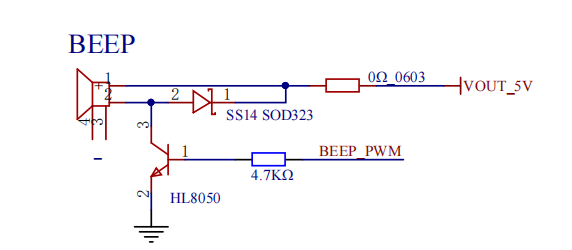 BEEP
+ 1
2
0Ω_0603
VOUT_5V
2 1
SS14 SOD323
4 3
3
1
BEEP_PWM
4.7KΩ
2
HL8050